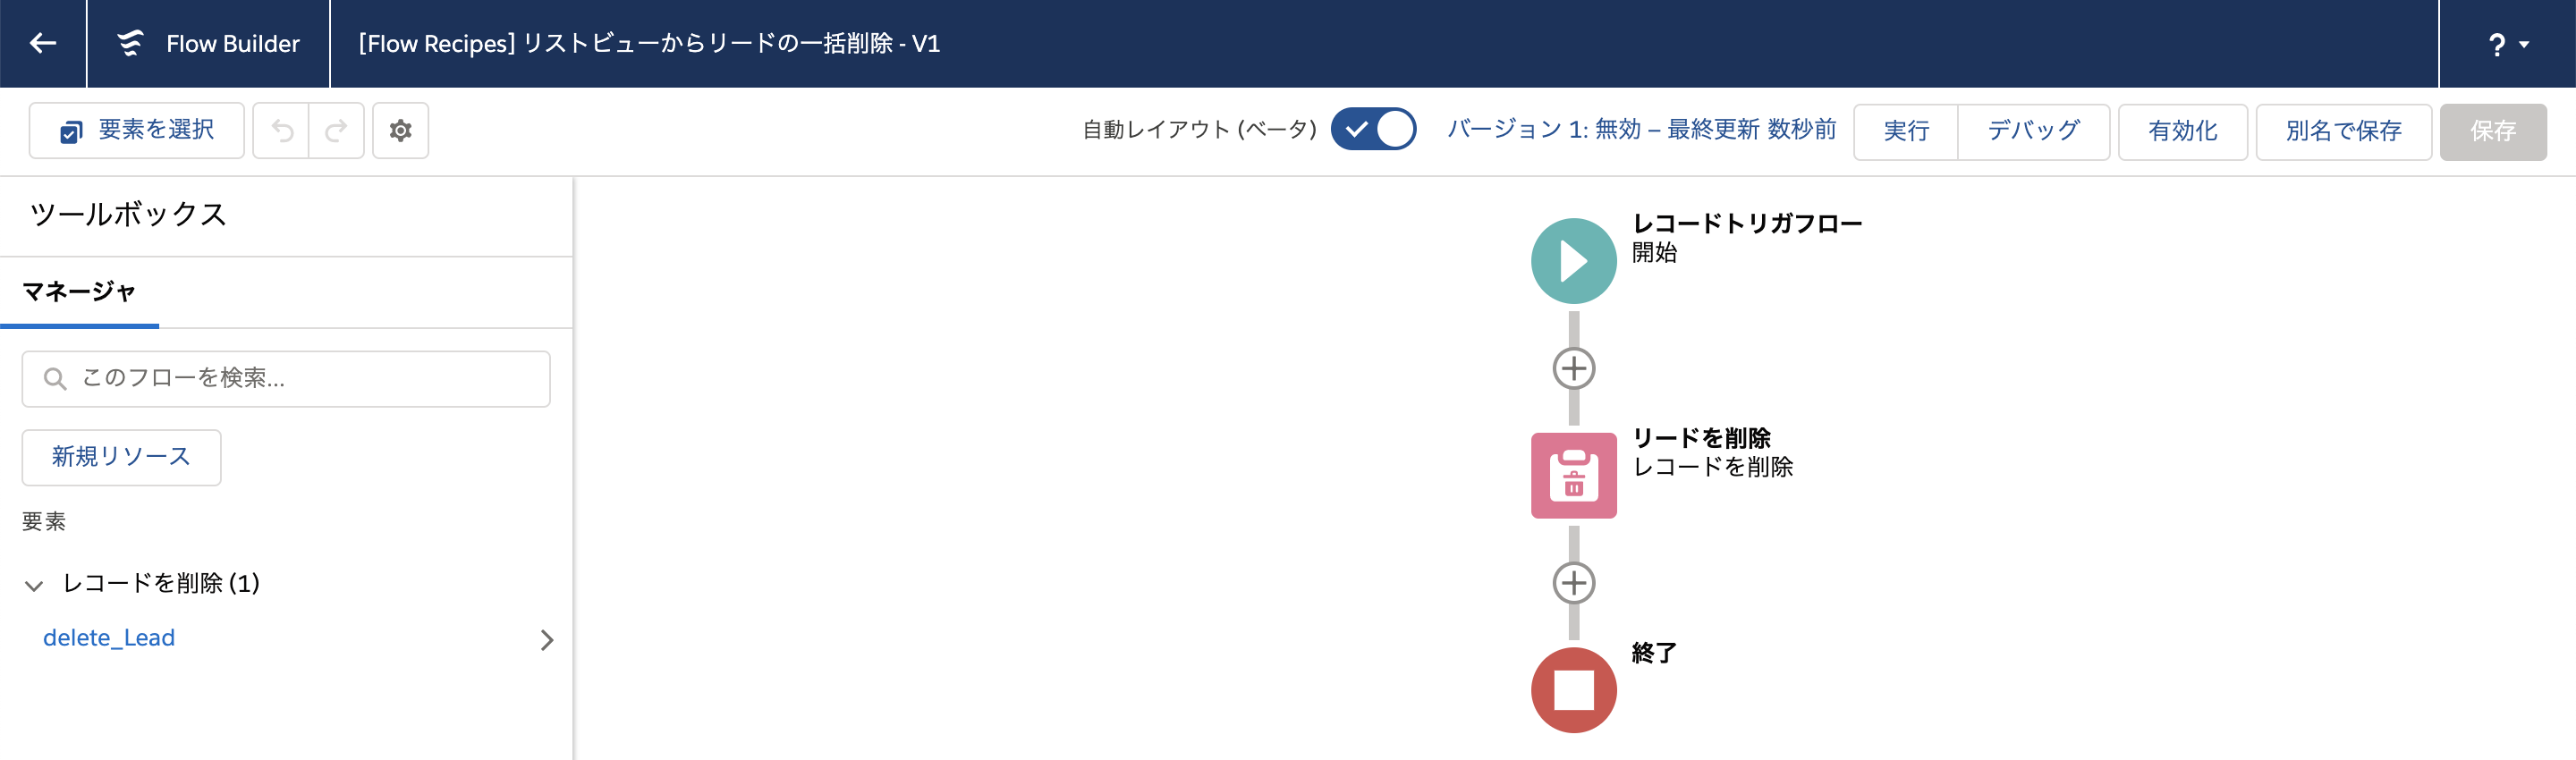 Flow Builder
[Flow Recipes] リストビューからリードの一括削除 - V1
?
要素を選択
自動レイアウト (ベータ)
バージョン 1: 無効 – 最終更新 数秒前
実行
デバッグ
有効化
別名で保存
保存
ツールボックス
マネージャ
このフローを検索...
新規リソース
要素
レコードを削除 (1)
delete_Lead
レコードトリガフロー
開始
リードを削除
レコードを削除
終了